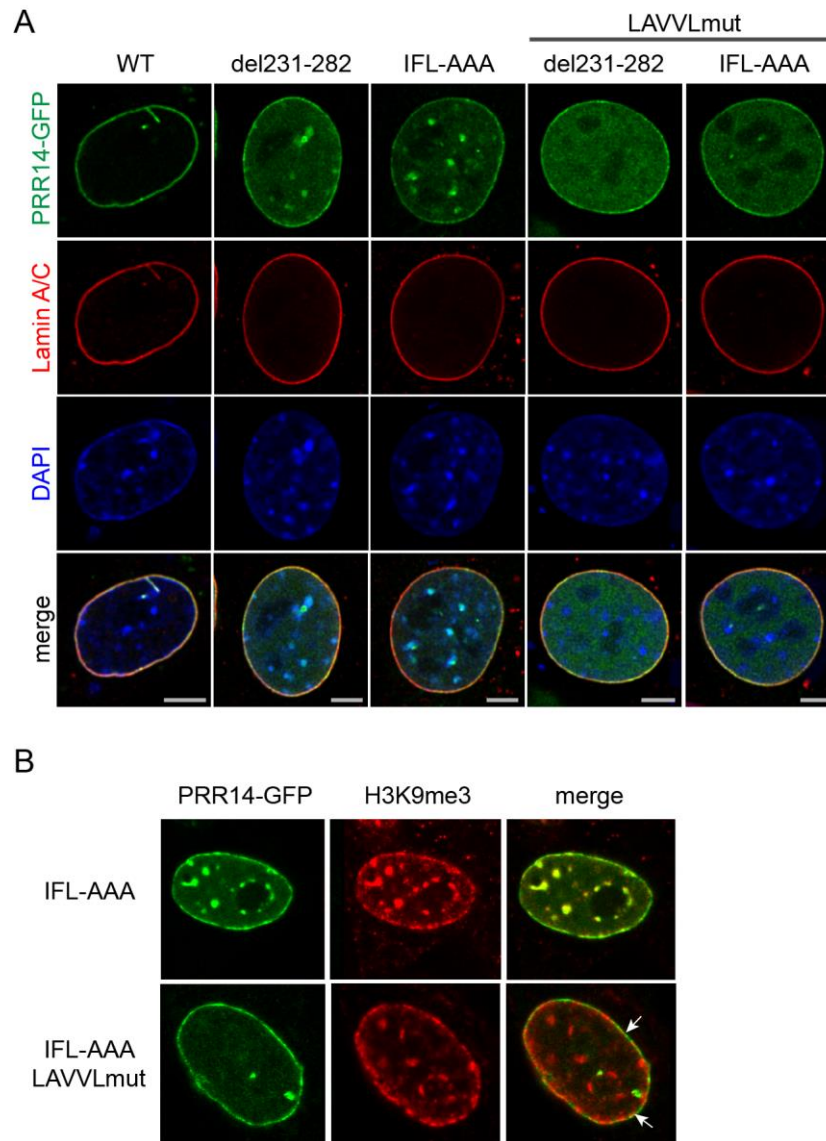 A
LAVVLmut
WT del231-282 IFL-AAA del231-282 IFL-AAA
PRR14-GFP
Lamin A/C
DAPI
merge
B
PRR14-GFP H3K9me3 merge
IFL-AAA
IFL-AAA
LAVVLmut